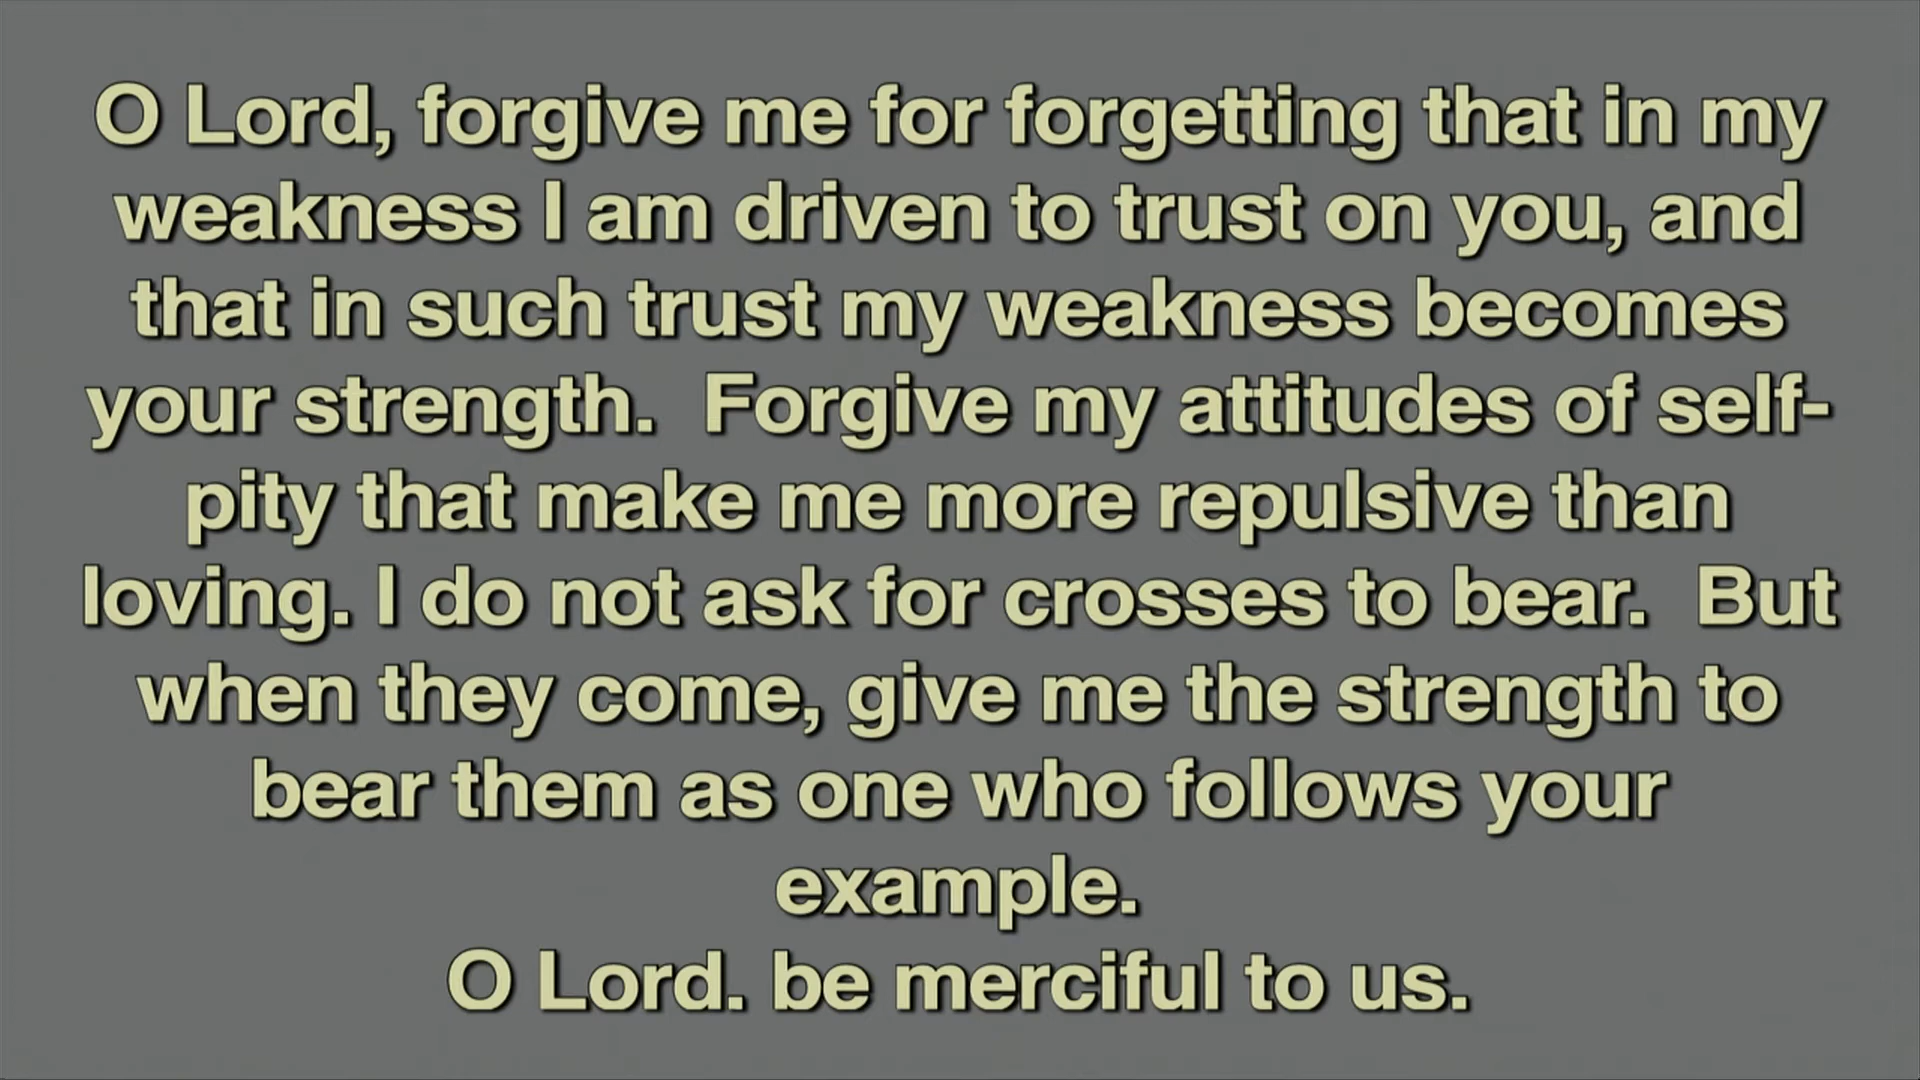 O Lord, forgive me for forgetting that in my
weakness I am driven to trust on you, and
that in such trust my weakness becomes
your strength.  Forgive my attitudes of self-
pity that make me more repulsive than
loving. I do not ask for crosses to bear.  But
when they come, give me the strength to
bear them as one who follows your
example.
O Lord. be merciful to us.